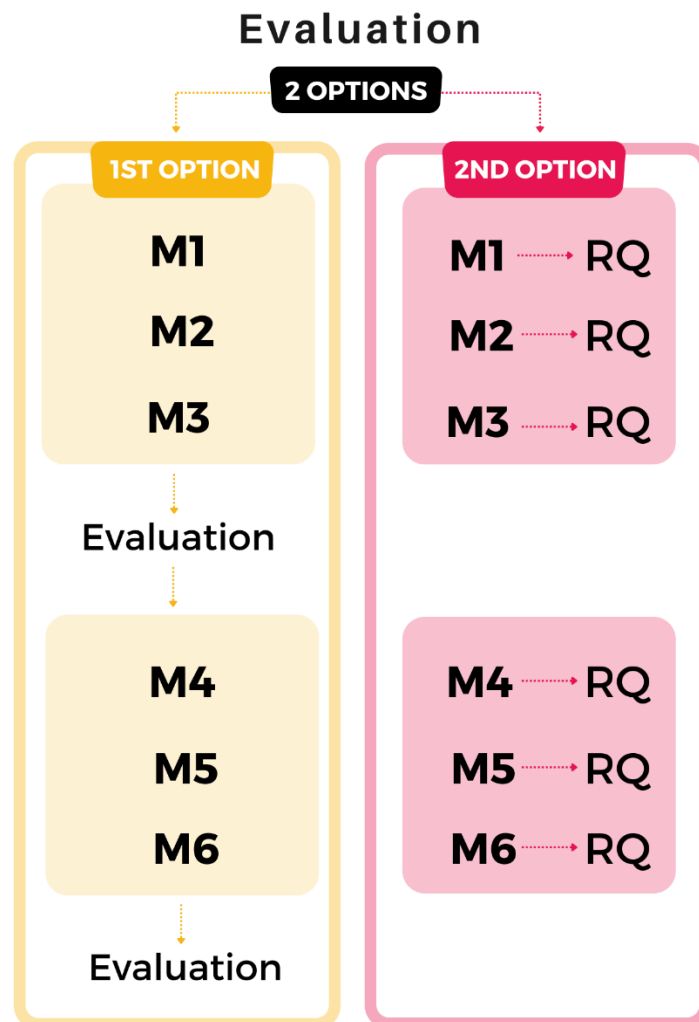 Evaluation
2 OPTIONS
1ST OPTION
M1
M2
M3
Evaluation
M4
M5
M6
Evaluation
2ND OPTION
M1 RQ
M2 RQ
M3 RQ
M4 RQ
M5 RQ
M6 RQ